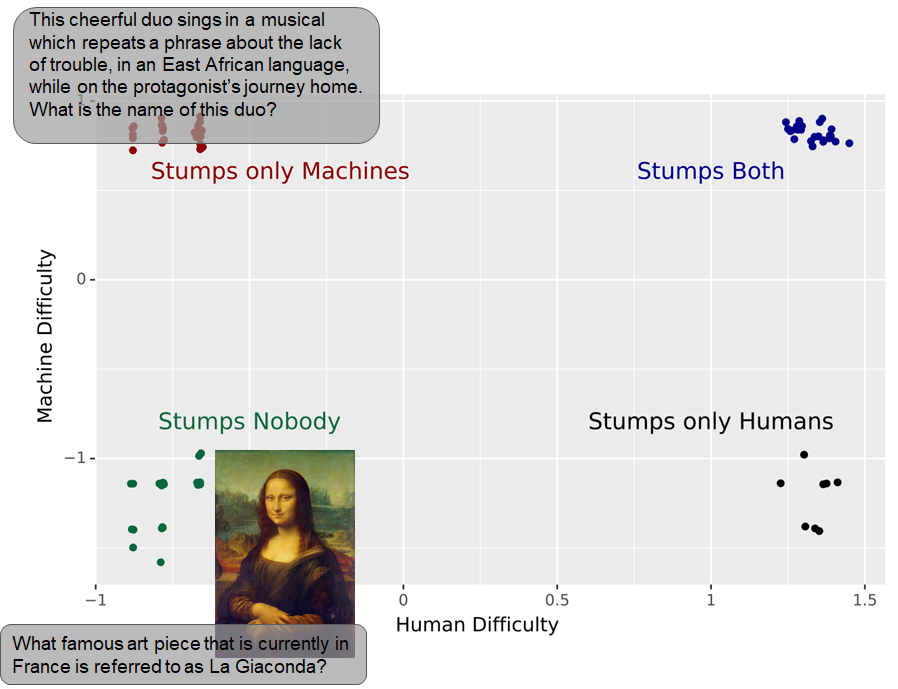 This cheerful duo sings in a musical
which repeats a phrase about the lack
of trouble, in an East African language,
while on the protagonist's journey home.
What is the name of this duo?
1
Stumps only Machines
Stumps Both
0
Machine Difficulty
Stumps Nobody
Stumps only Humans
−1
−1
0
0.5
1
1.5
Human Difficulty
What famous art piece that is currently in
France is referred to as La Giaconda?